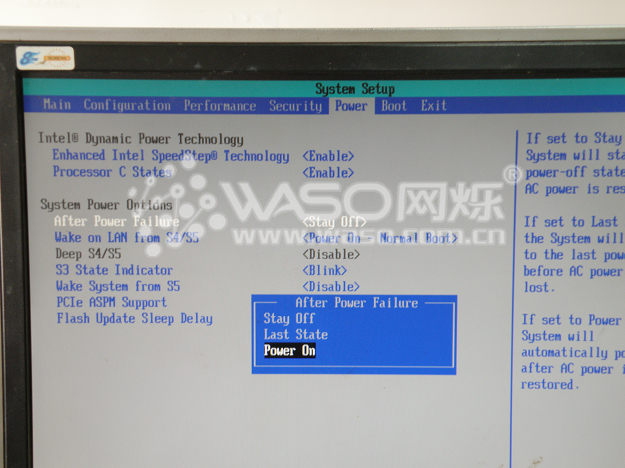 System Setup
Main Configuration Performance Security Power Boot Exit
Intel® Dynamic Power Technology
Enhanced Intel SpeedStep® Technology <Enable>
Processor C States <Enable>
System Power Options
After Power Failure <Stay Off>
Wake on LAN from S4/S5 <Power On - Normal Boot>
Deep S4/S5 <Disable>
S3 State Indicator <Blink>
Wake System from S5 <Disable>
PCIe ASPM Support
Flash Update Sleep Delay
After Power Failure
Stay Off
Last State
Power On
If set to Stay
System will sta
power-off state
AC power is res
If set to Last
the System will
to the last pow
before AC power
lost.
If set to Power
System will
automatically po
after AC power i
restored.
WASO网烁®
www.waso.com.cn